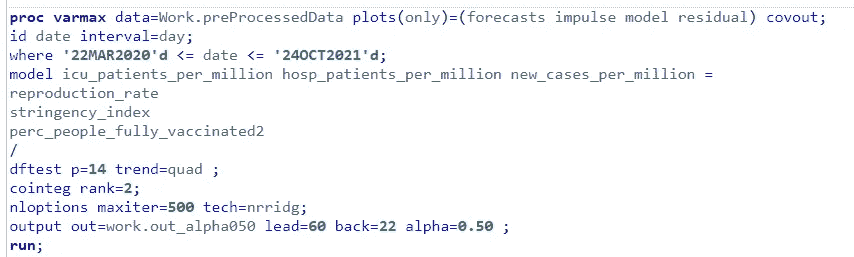 proc varmax data=Work.preProcessedData plots(only)=(forecasts impulse model residual) covout;
id date interval=day;
where '22MAR2020'd <= date <= '24OCT2021'd;
model icu_patients_per_million hosp_patients_per_million new_cases_per_million =
reproduction_rate
stringency_index
perc_people_fully_vaccinated2
/
dftest p=14 trend=quad ;
cointeg rank=2;
nloptions maxiter=500 tech=nrridg;
output out=work.out_alpha050 lead=60 back=22 alpha=0.50 ;
run;